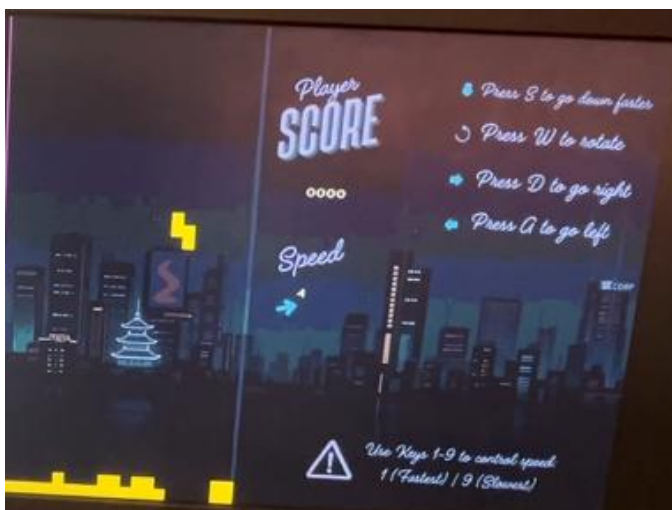 Player
SCORE
0000
Speed
4
Press S to go down faster
Press W to rotate
Press D to go right
Press A to go left
CORP
Use Keys 1-9 to control speed
1 (Fastest) / 9 (Slowest)